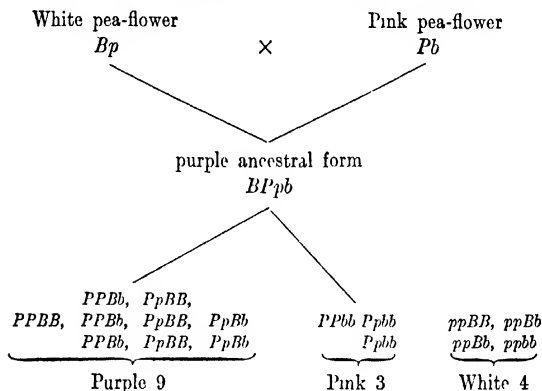 White pea-flower Pink pea-flower
Bp × Pb
purple ancestral form
BPpb
PPBb, PpBB,
PPBB, PPBb, PpBB, PpBb
PPBb, PpBB, PpBb
PPbb Ppbb
Ppbb
ppBB, ppBb
ppBb, ppbb
Purple 9 Pink 3 White 4